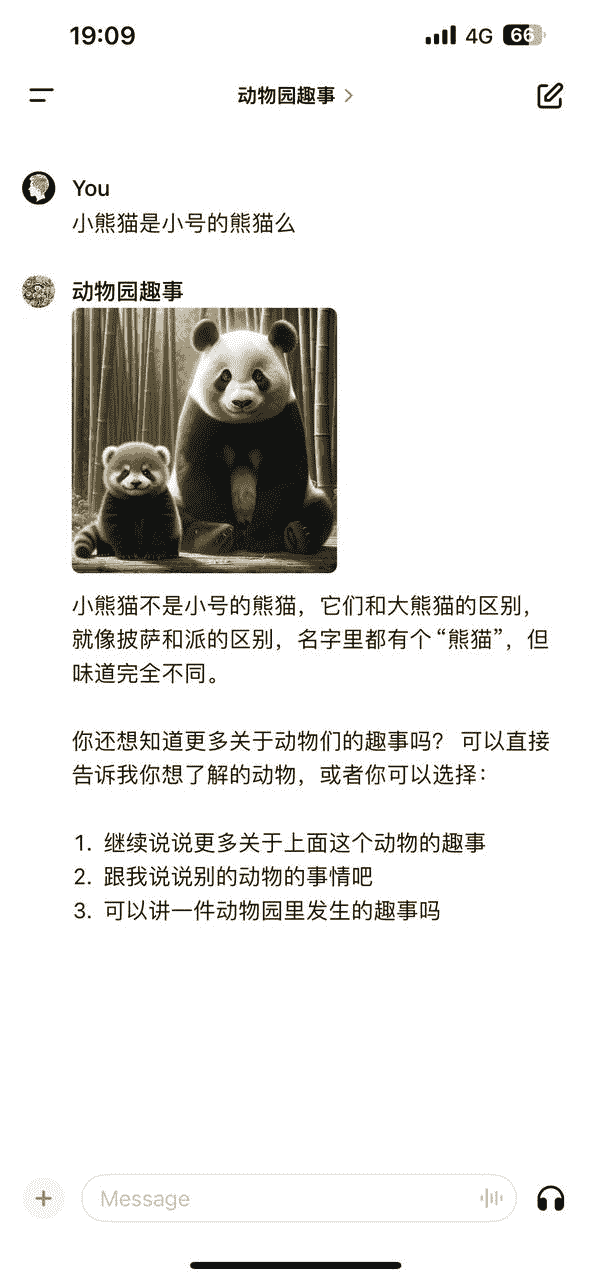 19:09
4G
66
动物园趣事
You
小熊猫是小号的熊猫么
动物园趣事
小熊猫不是小号的熊猫，它们和大熊猫的区别，
就像披萨和派的区别，名字里都有个“熊猫”，但
味道完全不同。
你还想知道更多关于动物们的趣事吗？ 可以直接
告诉我你想了解的动物，或者你可以选择：
1. 继续说说更多关于上面这个动物的趣事
2. 跟我说说别的动物的事情吧
3. 可以讲一件动物园里发生的趣事吗
Message